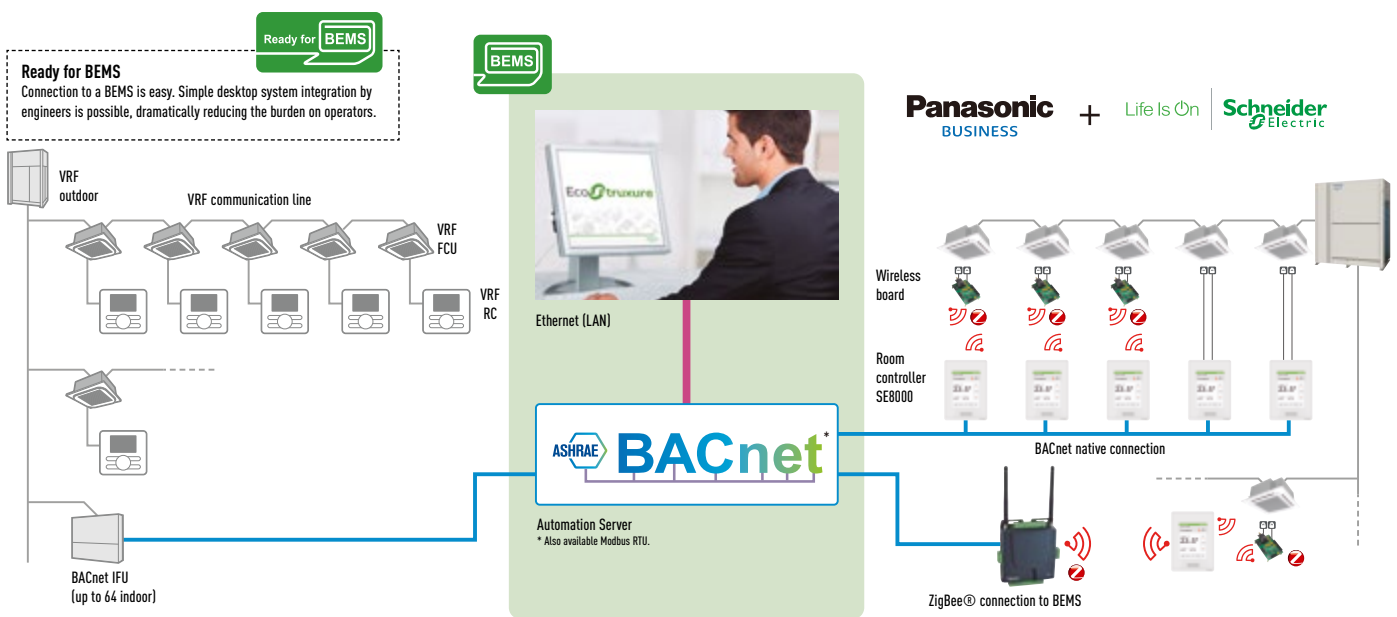 Ready for BEMS
Ready for BEMS
Connection to a BEMS is easy. Simple desktop system integration by
engineers is possible, dramatically reducing the burden on operators.
VRF
outdoor
VRF communication line
VRF
FCU
VRF
RC
BACnet IFU
(up to 64 indoor)
BEMS
EcoStruxure
Ethernet (LAN)
ASHRAE BACnet*
Automation Server
* Also available Modbus RTU.
Panasonic
BUSINESS
+
Life Is On
Schneider
Electric
Wireless
board
Room
controller
SE8000
BACnet native connection
ZigBee® connection to BEMS